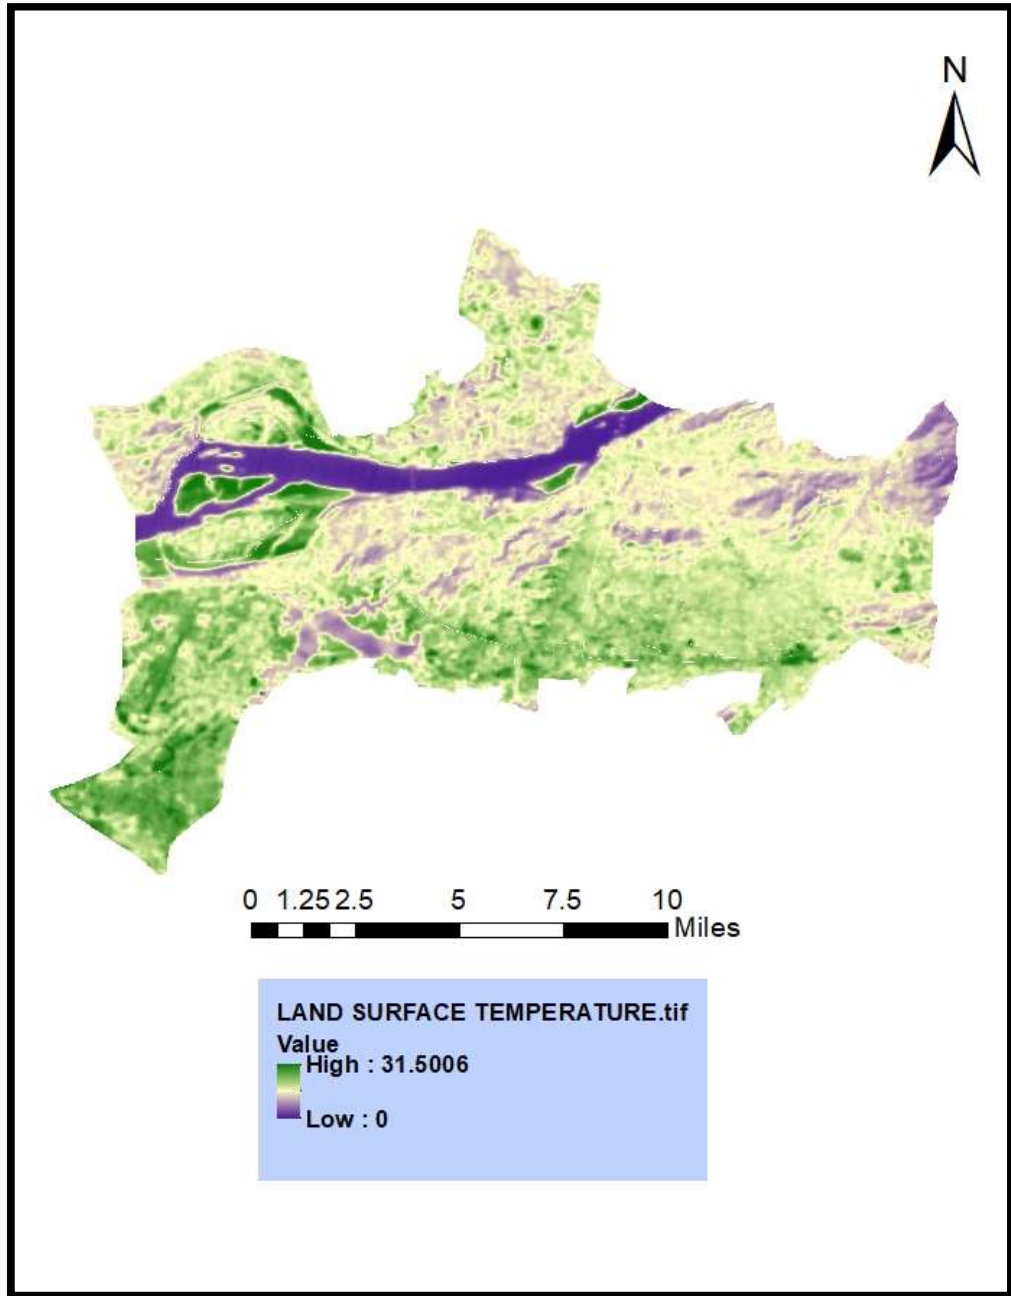 N
0 1.25 2.5 5 7.5 10
Miles
LAND SURFACE TEMPERATURE.tif
Value
High : 31.5006
Low : 0